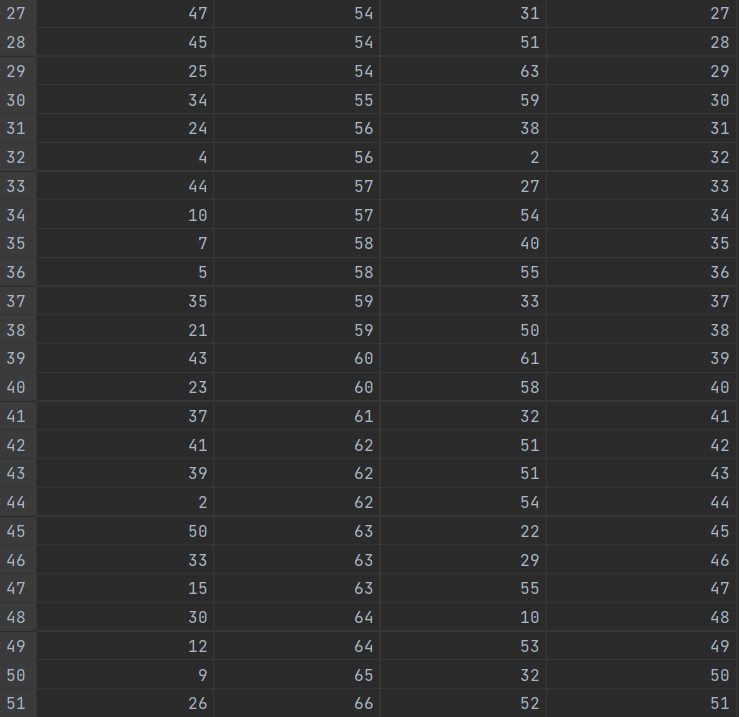 27 47 54 31 27
28 45 54 51 28
29 25 54 63 29
30 34 55 59 30
31 24 56 38 31
32 4 56 2 32
33 44 57 27 33
34 10 57 54 34
35 7 58 40 35
36 5 58 55 36
37 35 59 33 37
38 21 59 50 38
39 43 60 61 39
40 23 60 58 40
41 37 61 32 41
42 41 62 51 42
43 39 62 51 43
44 2 62 54 44
45 50 63 22 45
46 33 63 29 46
47 15 63 55 47
48 30 64 10 48
49 12 64 53 49
50 9 65 32 50
51 26 66 52 51